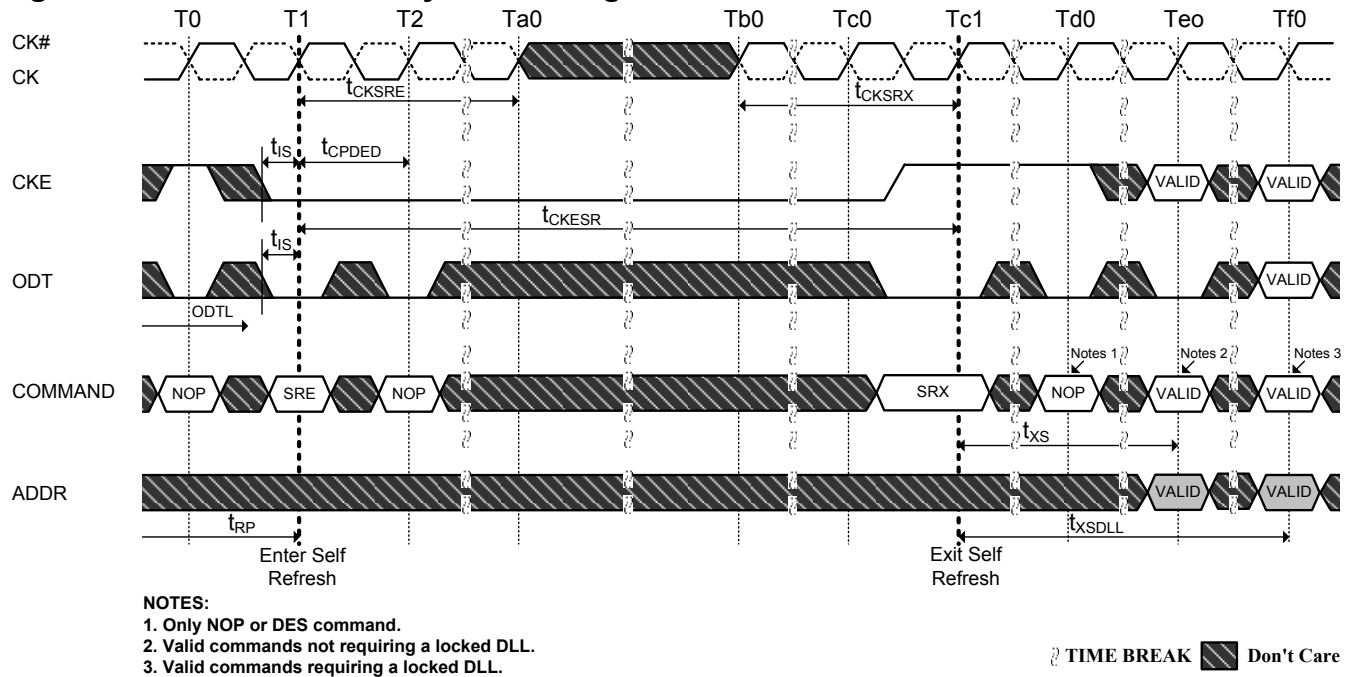 T0 T1 T2 Ta0 Tb0 Tc0 Tc1 Td0 Teo Tf0
CK#
CK
tCKSRE tCKSRX
tIS tCPDED
CKE VALID VALID
tCKESR
tIS
ODT VALID
ODTL
Notes 1 Notes 2 Notes 3
COMMAND NOP SRE NOP SRX NOP VALID VALID
tXS
ADDR VALID VALID
tRP tXSDLL
Enter Self
Refresh
Exit Self
Refresh
NOTES:
1. Only NOP or DES command.
2. Valid commands not requiring a locked DLL.
3. Valid commands requiring a locked DLL.
TIME BREAK Don't Care